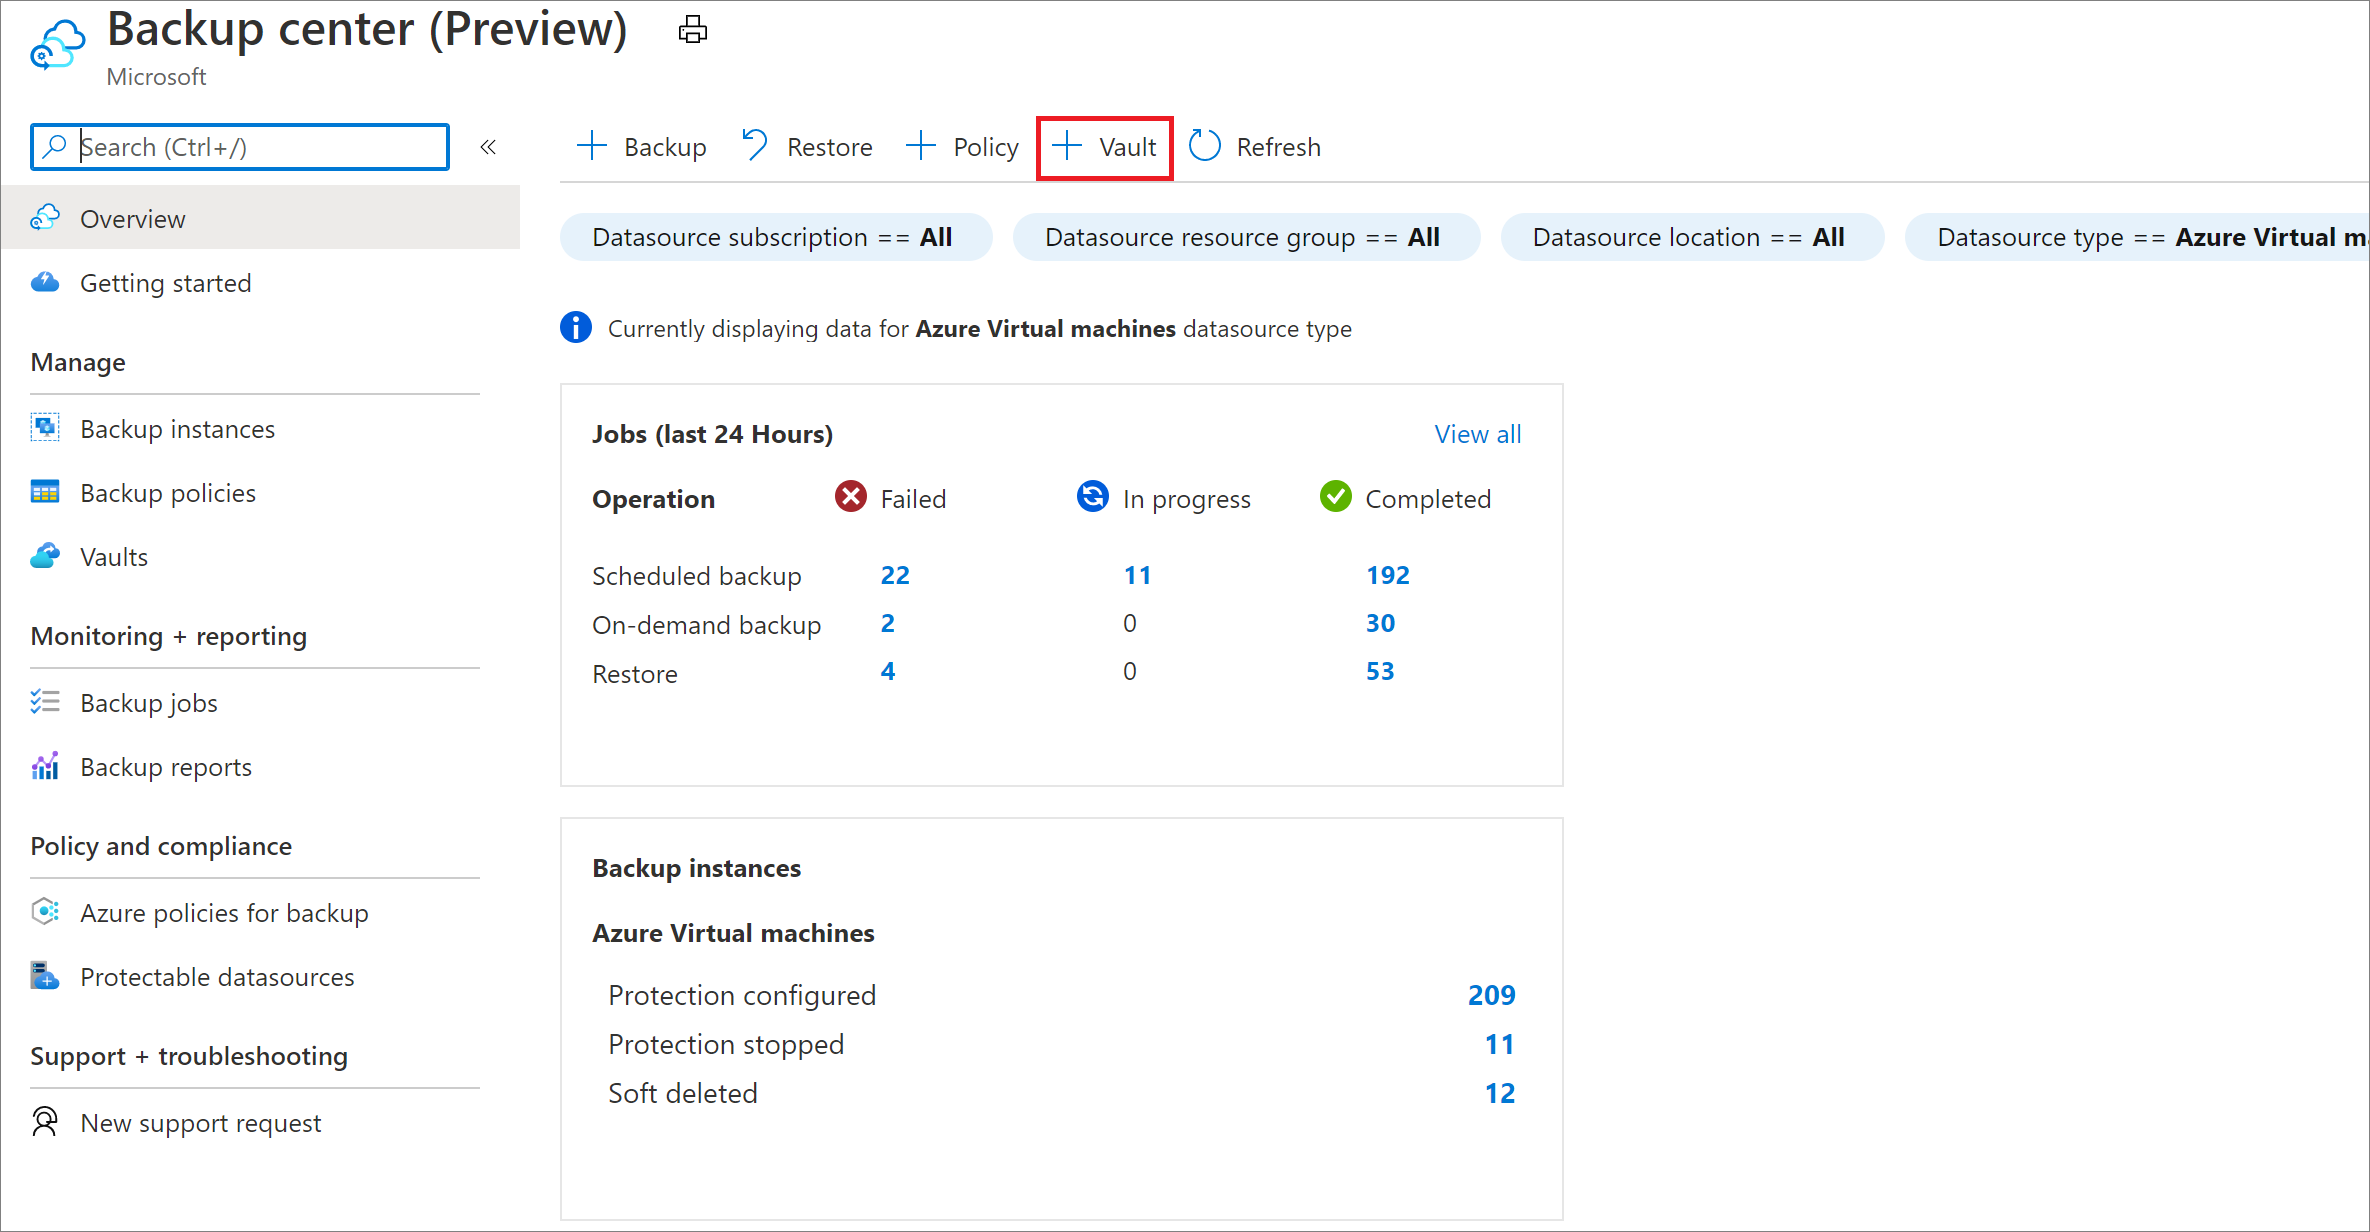 Backup center (Preview)
Microsoft
Search (Ctrl+/)
«
Overview
Getting started
Manage
Backup instances
Backup policies
Vaults
Monitoring + reporting
Backup jobs
Backup reports
Policy and compliance
Azure policies for backup
Protectable datasources
Support + troubleshooting
New support request
Backup Restore Policy Vault Refresh
Datasource subscription == All Datasource resource group == All Datasource location == All Datasource type == Azure Virtual ma
Currently displaying data for Azure Virtual machines datasource type
Jobs (last 24 Hours) View all
Operation Failed In progress Completed
Scheduled backup 22 11 192
On-demand backup 2 0 30
Restore 4 0 53
Backup instances
Azure Virtual machines
Protection configured 209
Protection stopped 11
Soft deleted 12